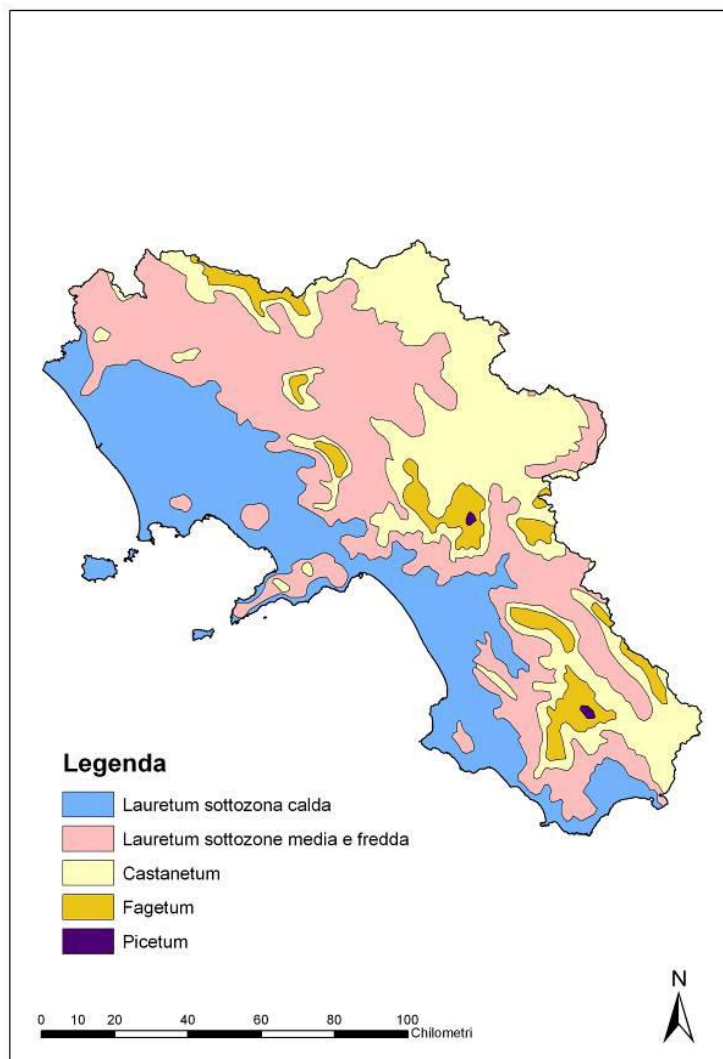 Legenda
Lauretum sottozona calda
Lauretum sottozone media e fredda
Castanetum
Fagetum
Picetum
N
0 10 20 40 60 80 100
Chilometri